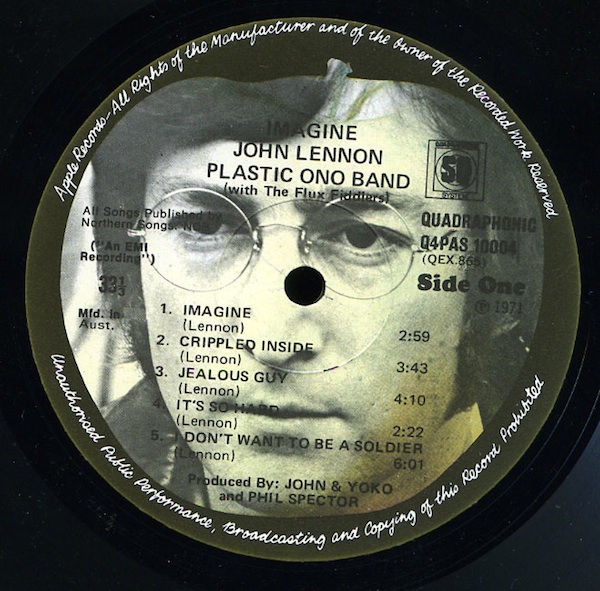 Apple Records—All Rights of the Manufacturer and of the Owner of the Recorded Work Reserved
IMAGINE
JOHN LENNON
PLASTIC ONO BAND
(with The Flux Fiddlers)
All Songs Published by
Northern Songs:
("An EMI
Recording")
33⅓
Mfd. in
Aust.
SQ
SYSTEM
QUADRAPHONIC
Q4PAS 10004
(QEX.865)
Side One
Ⓟ 1971
1. IMAGINE
(Lennon)
2:59
2. CRIPPLED INSIDE
(Lennon)
3:43
3. JEALOUS GUY
(Lennon)
4:10
4. IT'S SO HARD
(Lennon)
2:22
5. I DON'T WANT TO BE A SOLDIER
(Lennon)
6:01
Produced By: JOHN & YOKO
and PHIL SPECTOR
Unauthorised Public Performance, Broadcasting and Copying of this Record Prohibited